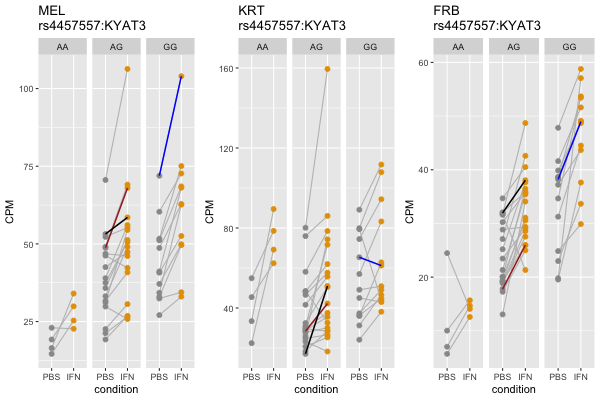 MEL
rs4457557:KYAT3
AA AG GG
CPM
100
75
50
25
PBS IFN PBS IFN PBS IFN
condition
KRT
rs4457557:KYAT3
AA AG GG
CPM
160
120
80
40
PBS IFN PBS IFN PBS IFN
condition
FRB
rs4457557:KYAT3
AA AG GG
CPM
60
40
20
PBS IFN PBS IFN PBS IFN
condition